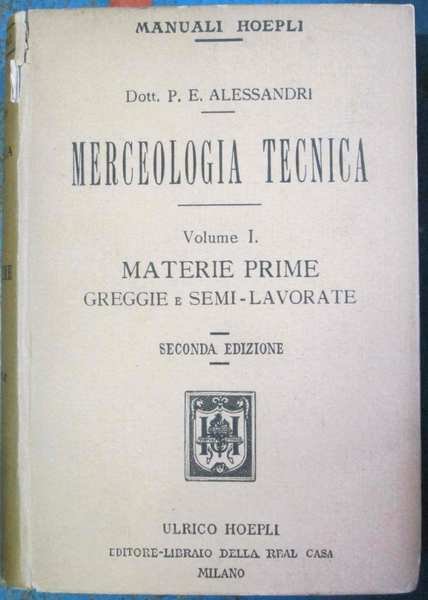 MANUALI HOEPLI
Dott. P. E. ALESSANDRI
MERCEOLOGIA TECNICA
Volume I.
MATERIE PRIME
GREGGIE E SEMI-LAVORATE
SECONDA EDIZIONE
ULRICO HOEPLI
EDITORE-LIBRAIO DELLA REAL CASA
MILANO